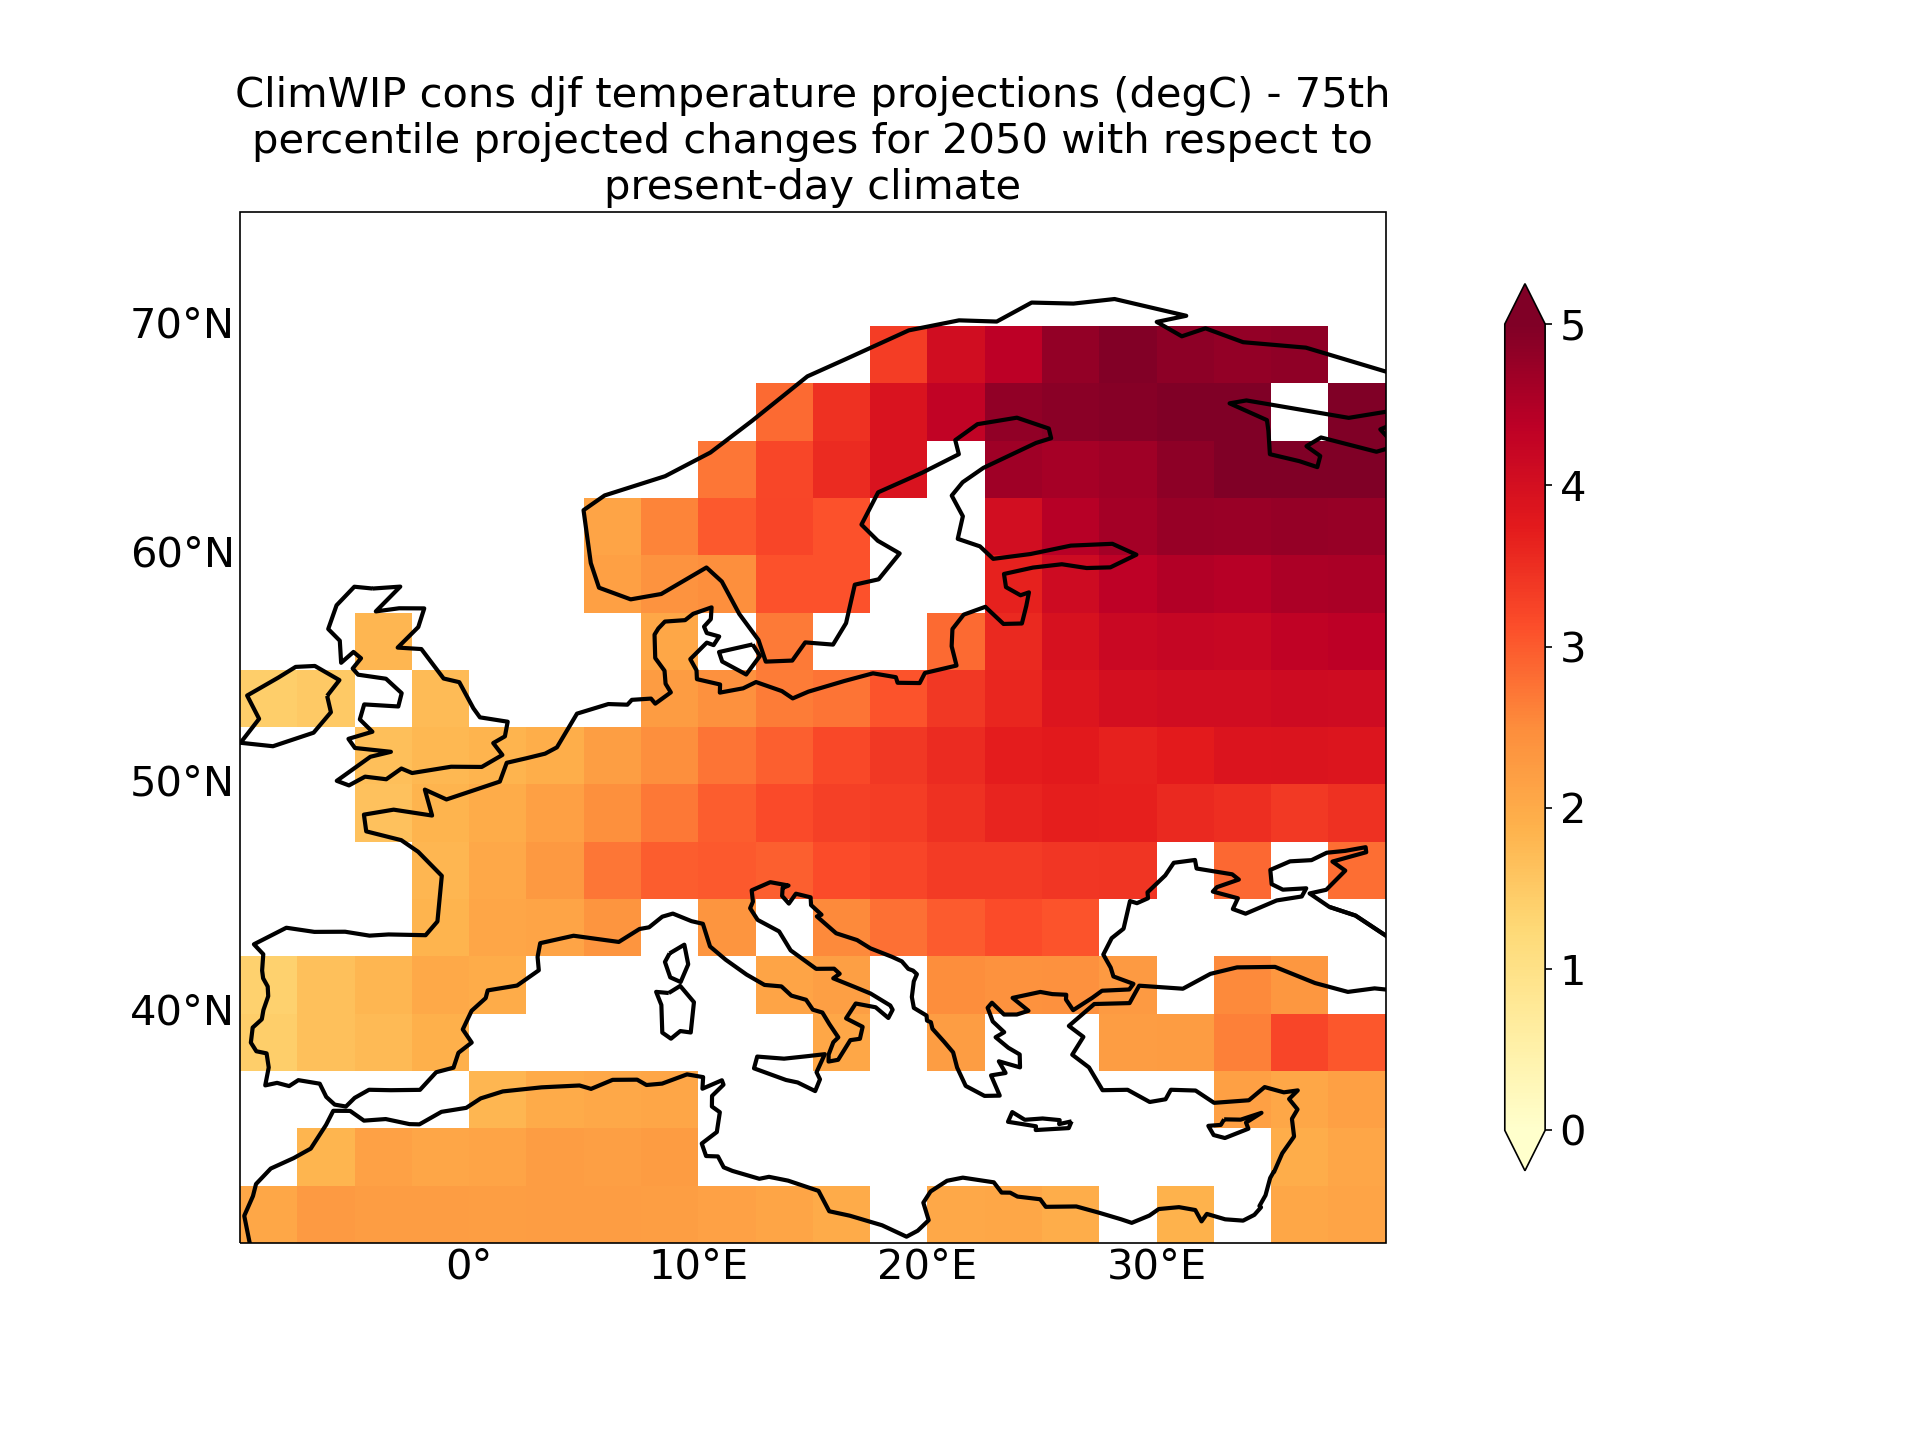 ClimWIP cons djf temperature projections (degC) - 75th
percentile projected changes for 2050 with respect to
present-day climate
70°N
60°N
50°N
40°N
0°
10°E
20°E
30°E
5
4
3
2
1
0